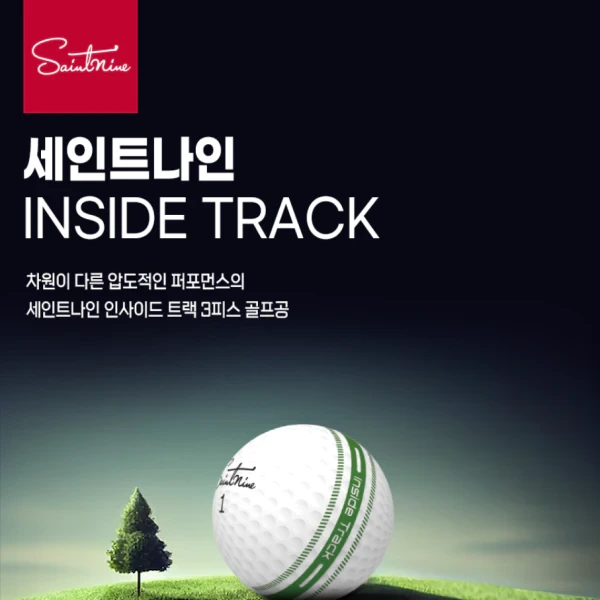 Saintnine
세인트나인
INSIDE TRACK
차원이 다른 압도적인 퍼포먼스의
세인트나인 인사이드 트랙 3피스 골프공
Saintnine
1
Inside Track